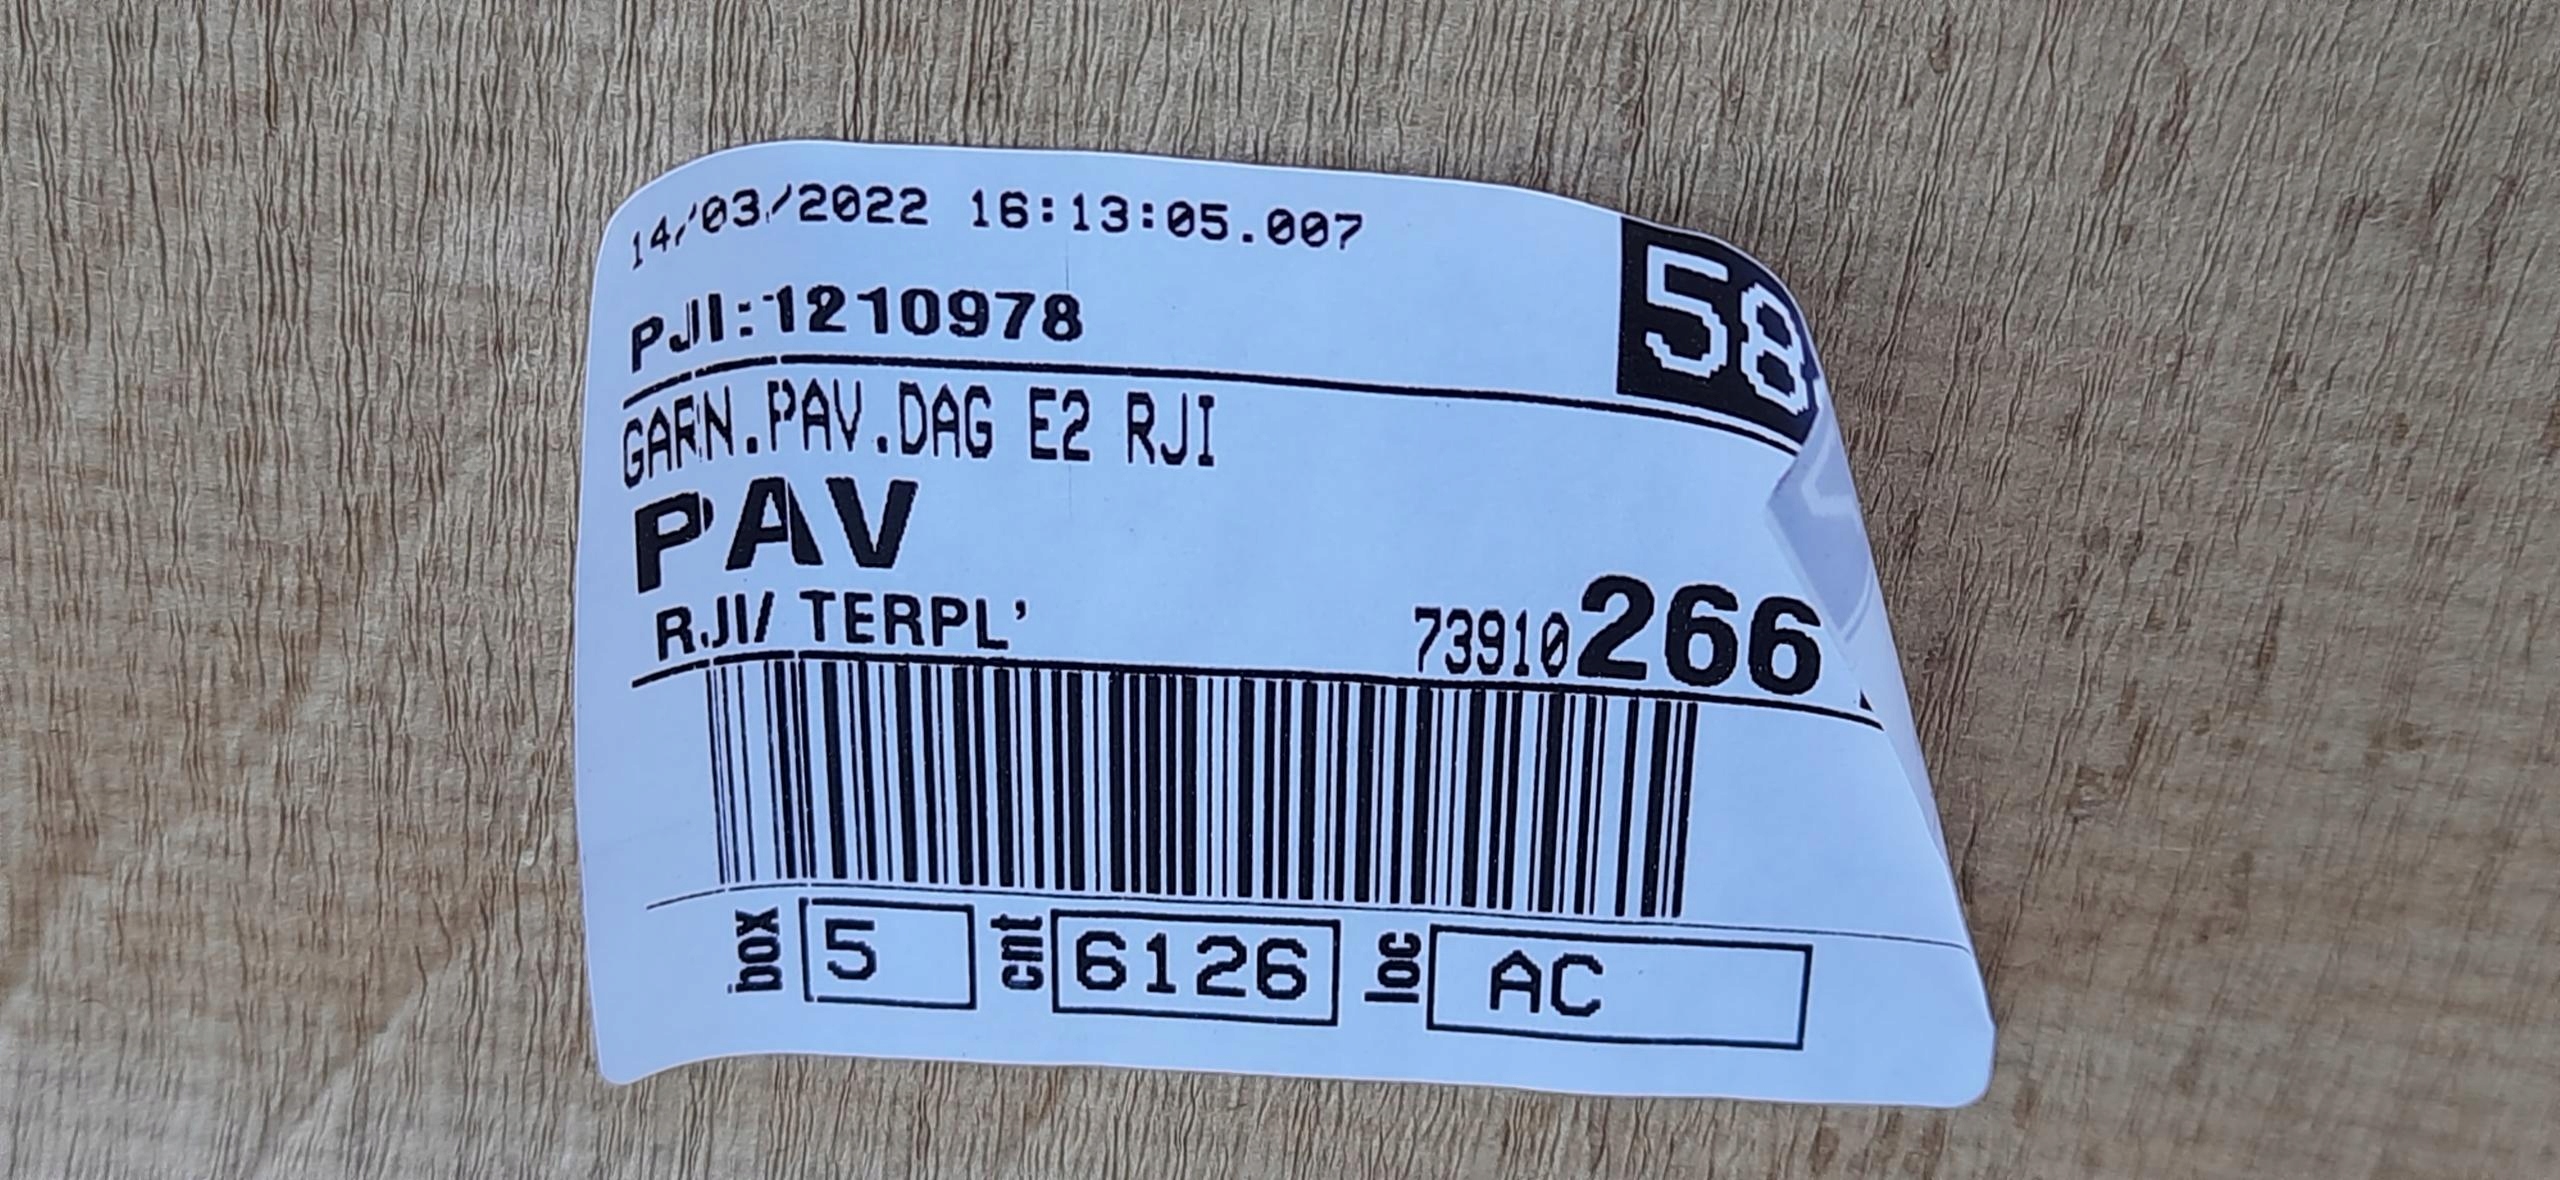 14/03/2022 16:13:05.007
58
PJI:1210978
GARN.PAV.DAG E2 RJI
PAV
RJI/ TERPL'
73910266
box 5 cnt 6126 loc AC